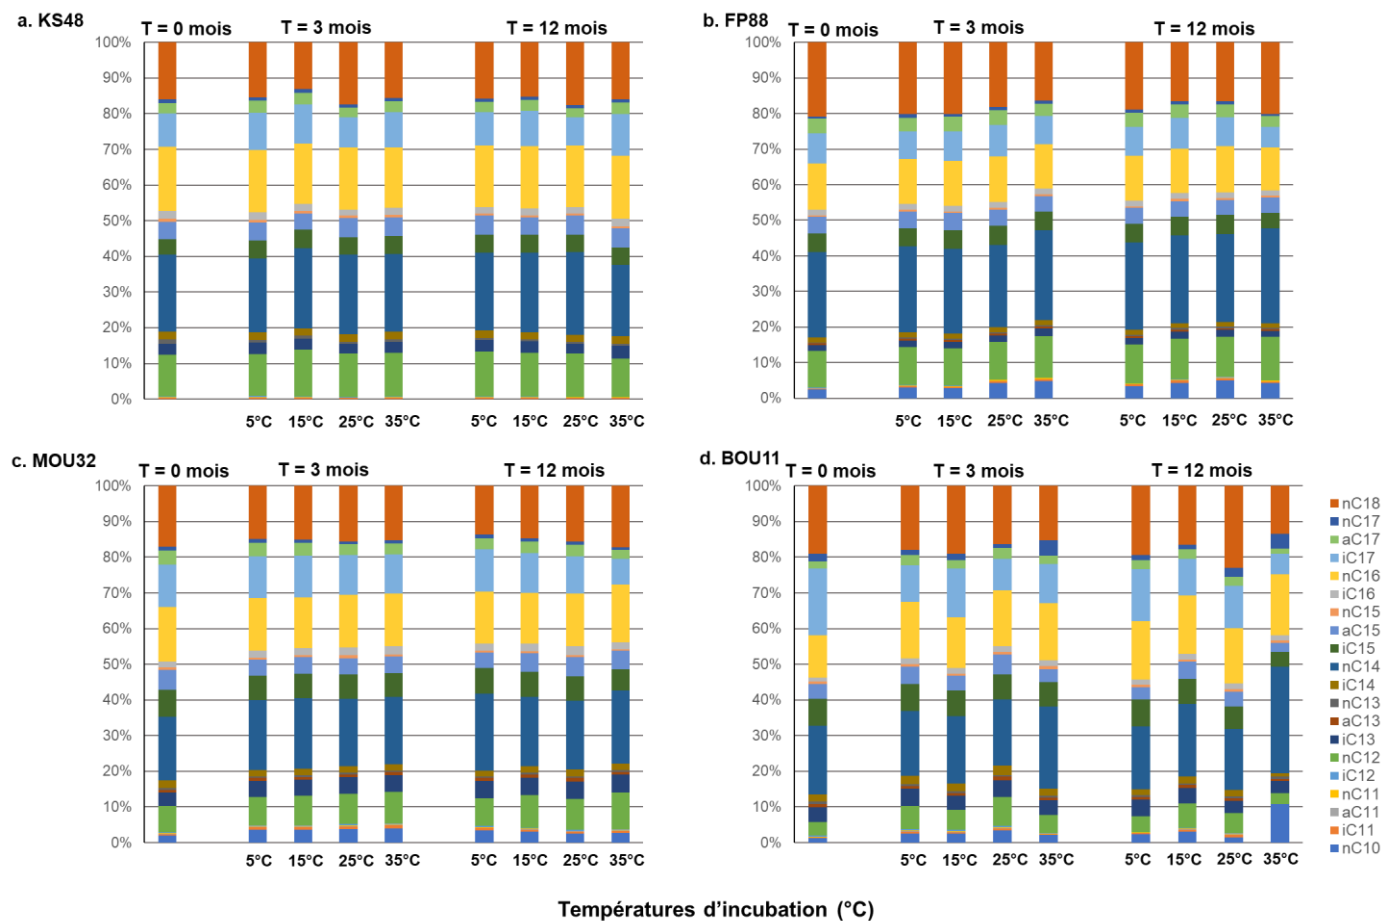 a. KS48
T = 0 mois T = 3 mois T = 12 mois
100%
90%
80%
70%
60%
50%
40%
30%
20%
10%
0%
5°C 15°C 25°C 35°C 5°C 15°C 25°C 35°C
b. FP88
T = 0 mois T = 3 mois T = 12 mois
100%
90%
80%
70%
60%
50%
40%
30%
20%
10%
0%
5°C 15°C 25°C 35°C 5°C 15°C 25°C 35°C
c. MOU32
T = 0 mois T = 3 mois T = 12 mois
100%
90%
80%
70%
60%
50%
40%
30%
20%
10%
0%
5°C 15°C 25°C 35°C 5°C 15°C 25°C 35°C
d. BOU11
T = 0 mois T = 3 mois T = 12 mois
100%
90%
80%
70%
60%
50%
40%
30%
20%
10%
0%
5°C 15°C 25°C 35°C 5°C 15°C 25°C 35°C
nC18
nC17
aC17
iC17
nC16
iC16
nC15
aC15
iC15
nC14
iC14
nC13
aC13
iC13
nC12
iC12
nC11
aC11
iC11
nC10
Températures d’incubation (°C)